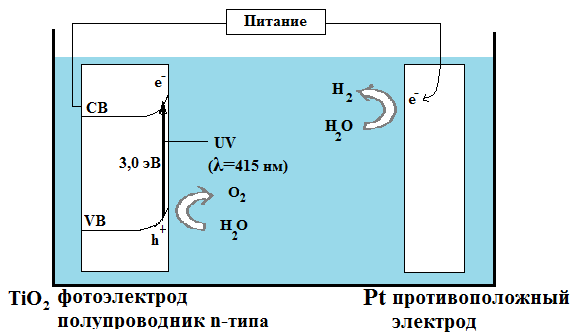 Питание
e⁻
CB
H₂
e⁻
H₂O
UV
3,0 эВ
(λ=415 нм)
O₂
VB
H₂O
h⁺
TiO₂ фотоэлектрод
полупроводник n-типа
Pt противоположный
электрод